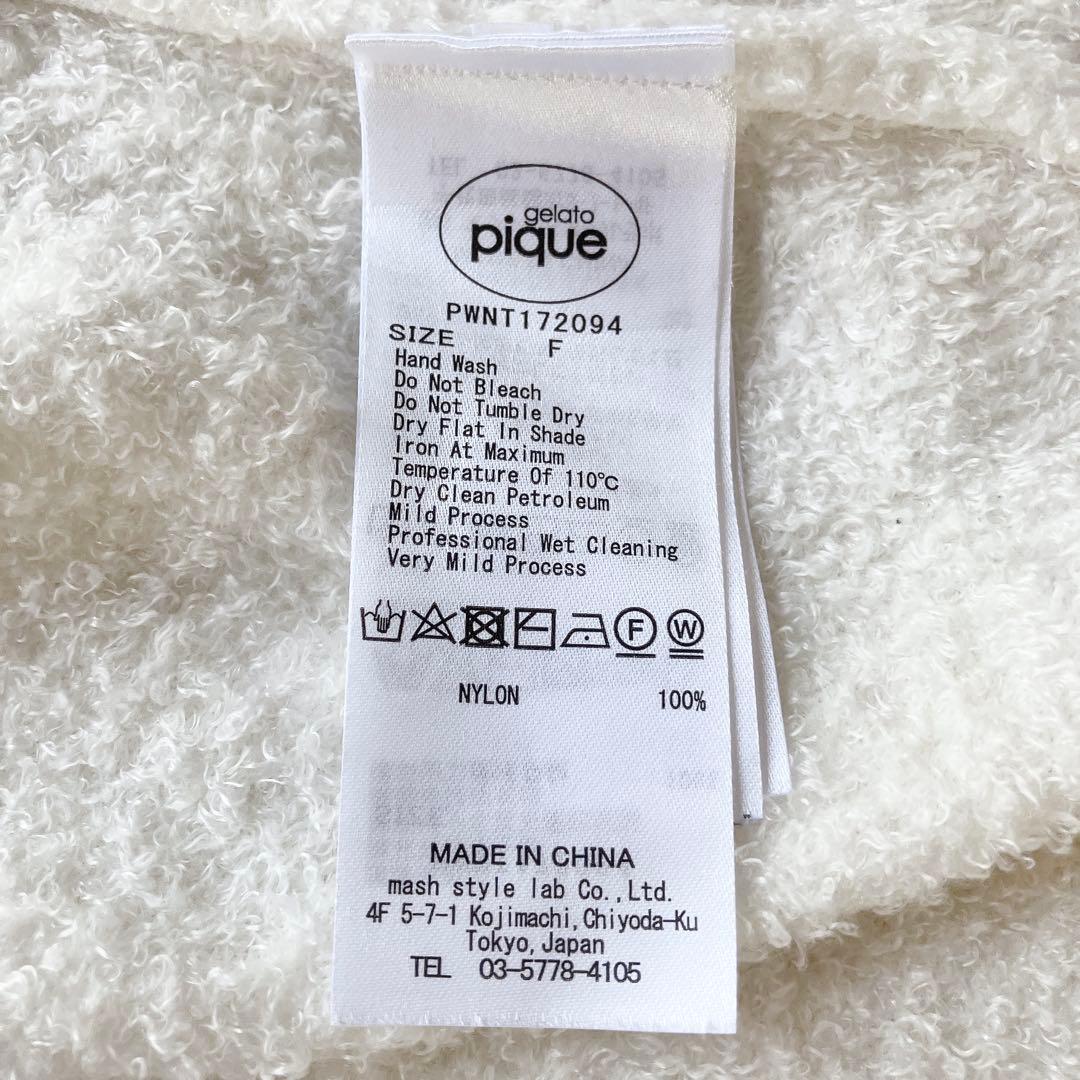 gelato
pique
PWNT172094
SIZE F
Hand Wash
Do Not Bleach
Do Not Tumble Dry
Dry Flat In Shade
Iron At Maximum
Temperature Of 110℃
Dry Clean Petroleum
Mild Process
Professional Wet Cleaning
Very Mild Process
F W
NYLON 100%
MADE IN CHINA
mash style lab Co.,Ltd.
4F 5-7-1 Kojimachi,Chiyoda-Ku
Tokyo,Japan
TEL 03-5778-4105